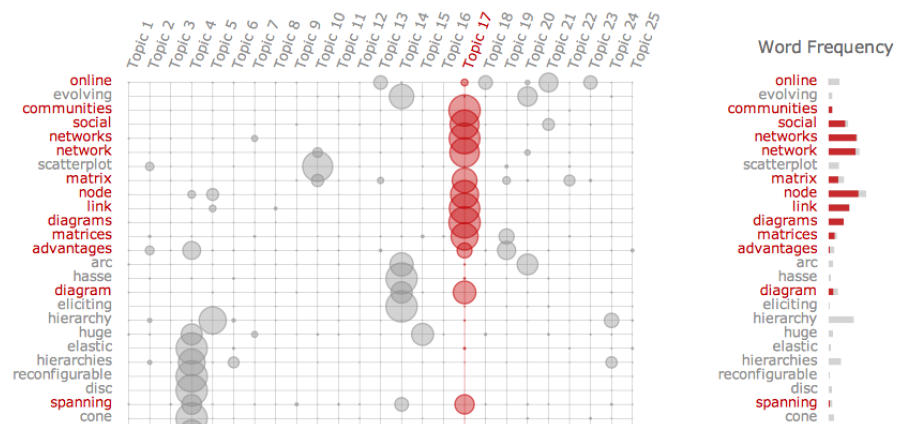 Topic 1
Topic 2
Topic 3
Topic 4
Topic 5
Topic 6
Topic 7
Topic 8
Topic 9
Topic 10
Topic 11
Topic 12
Topic 13
Topic 14
Topic 15
Topic 16
Topic 17
Topic 18
Topic 19
Topic 20
Topic 21
Topic 22
Topic 23
Topic 24
Topic 25
Word Frequency
online online
evolving evolving
communities communities
social social
networks networks
network network
scatterplot scatterplot
matrix matrix
node node
link link
diagrams diagrams
matrices matrices
advantages advantages
arc arc
hasse hasse
diagram diagram
eliciting eliciting
hierarchy hierarchy
huge huge
elastic elastic
hierarchies hierarchies
reconfigurable reconfigurable
disc disc
spanning spanning
cone cone